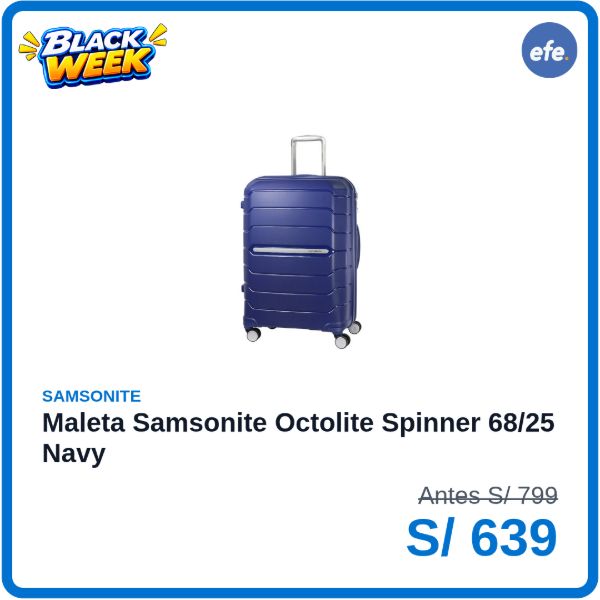 BLACK
WEEK
efe.
SAMSONITE
Maleta Samsonite Octolite Spinner 68/25
Navy
Antes S/ 799
S/ 639